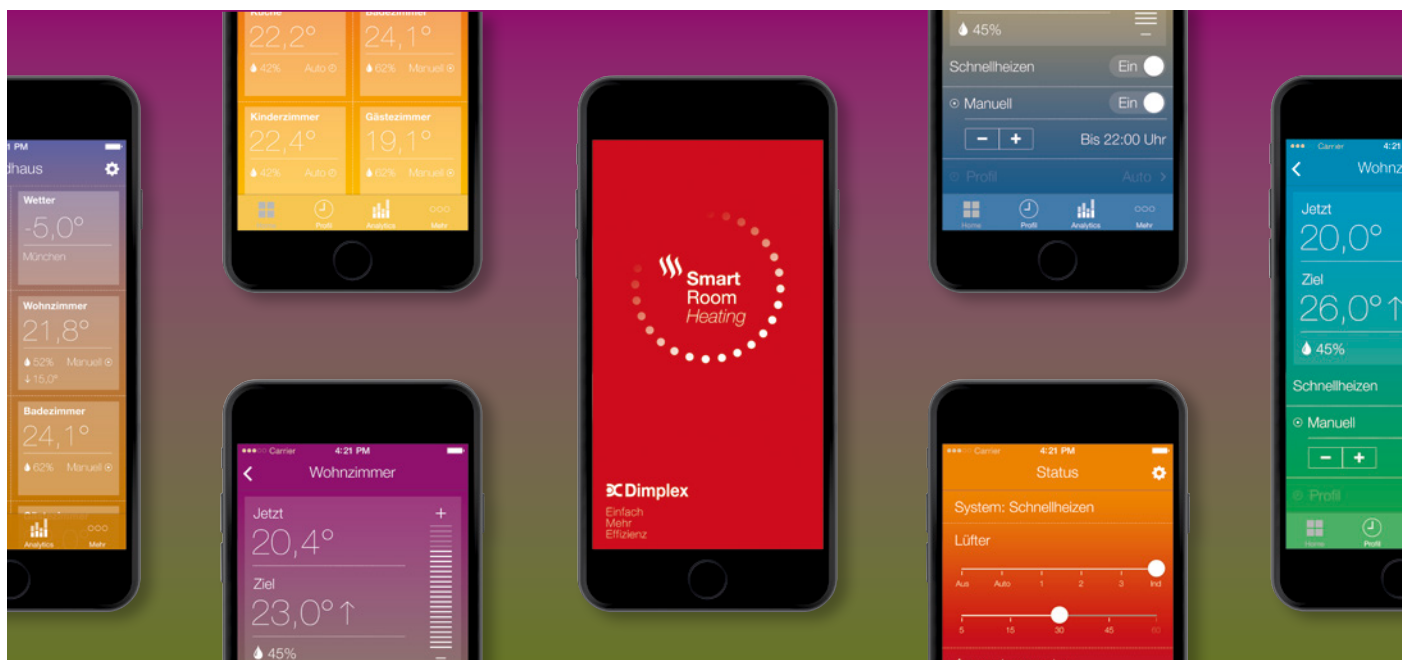 1 PM
dhaus
Wetter
-5,0°
München
Wohnzimmer
21,8°
52% Manuell
↓15,0°
Badezimmer
24,1°
62% Manuell
Analytics
Mehr
Küche
22,2°
42% Auto
Badezimmer
24,1°
62% Manuell
Kinderzimmer
22,4°
42% Auto
Gästezimmer
19,1°
62% Manuell
Profil
Analytics
Mehr
Carrier 4:21 PM
Wohnzimmer
Jetzt
20,4°
+
Ziel
23,0°↑
45%
Smart
Room
Heating
Dimplex
Einfach
Mehr
Effizienz
45%
Schnellheizen Ein
Manuell Ein
− + Bis 22:00 Uhr
Profil Auto >
Home Profil Analytics Mehr
Carrier 4:21 PM
Status
System: Schnellheizen
Lüfter
Aus Auto 1 2 3 Ind
5 15 30 45 60
Carrier 4:21
Wohnz
Jetzt
20,0°
Ziel
26,0°↑
45%
Schnellheizen
Manuell
− +
Profil
Home Profil